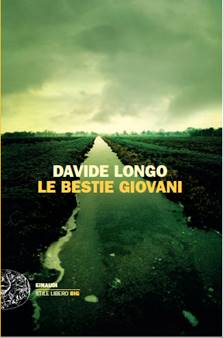 DAVIDE LONGO
LE BESTIE GIOVANI
EINAUDI
STILE LIBERO BIG